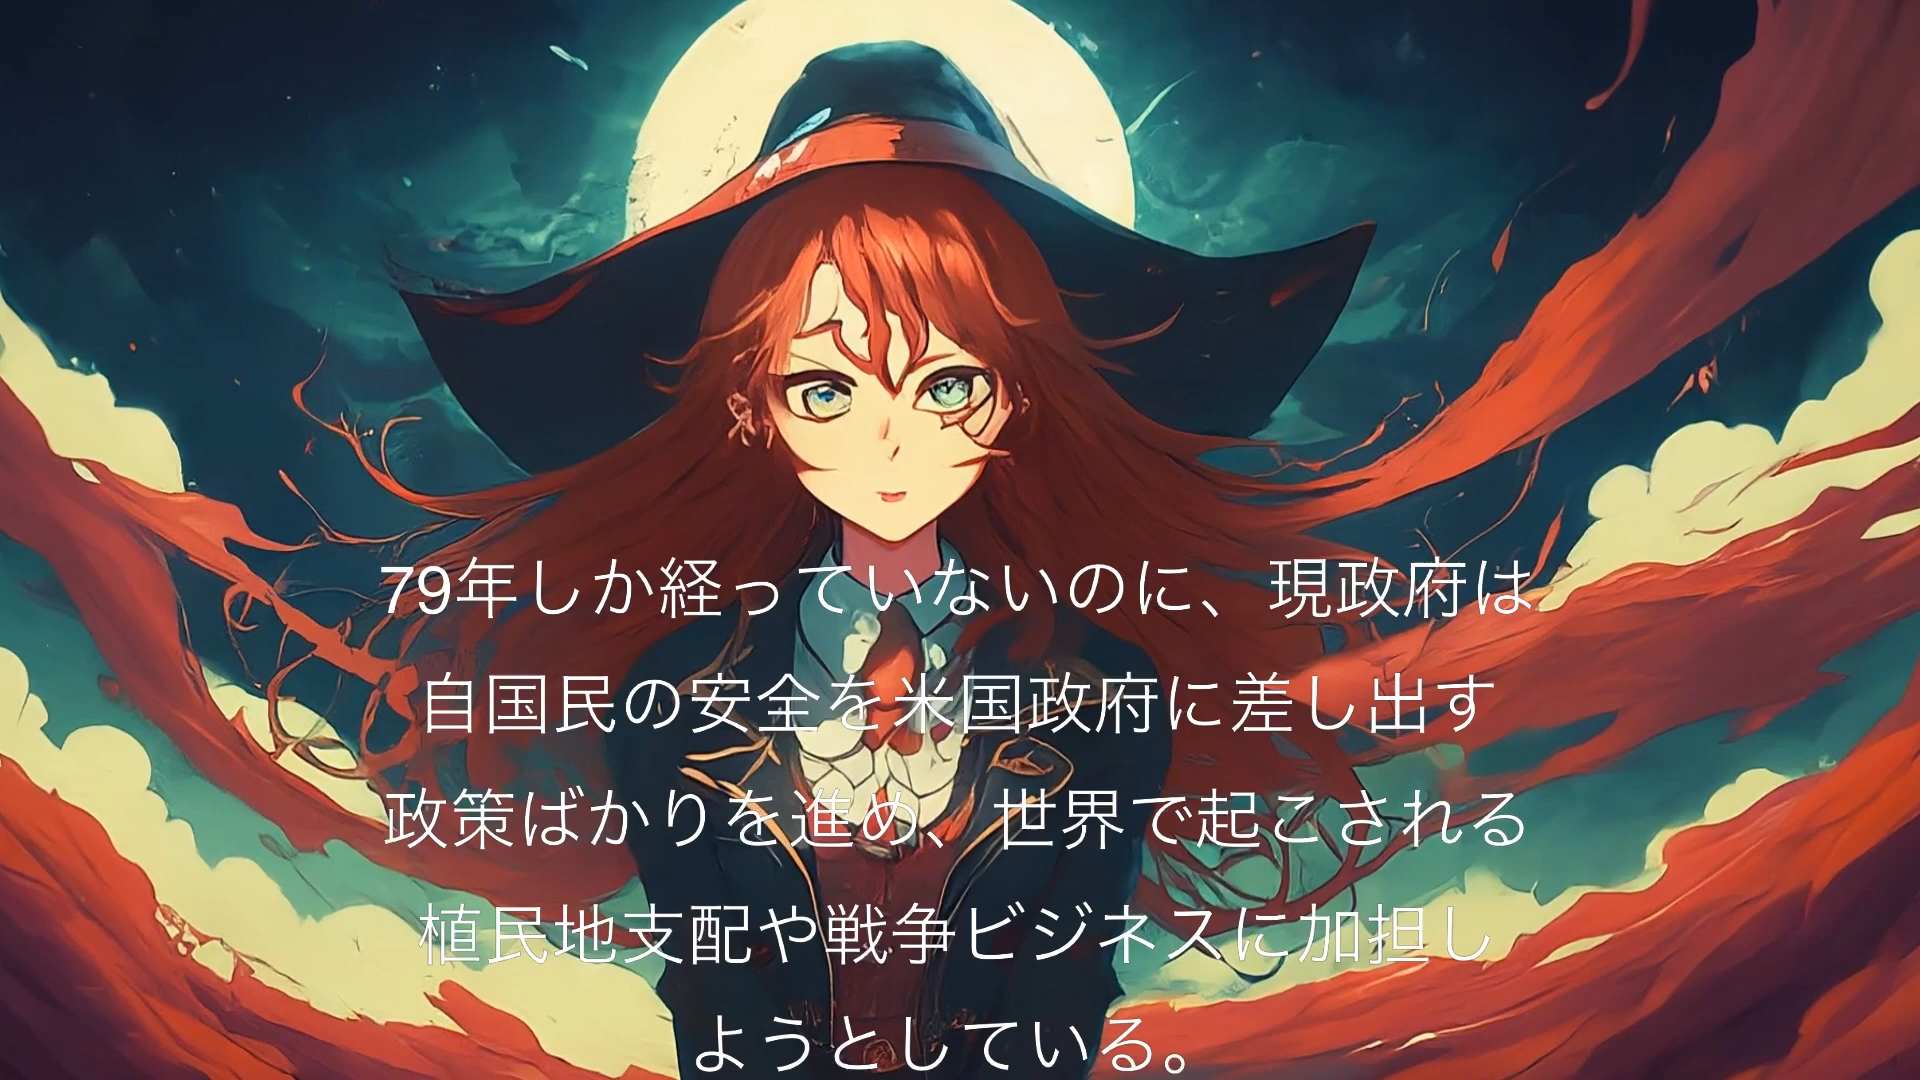 79年しか経っていないのに、現政府は
自国民の安全を米国政府に差し出す
政策ばかりを進め、世界で起こされる
植民地支配や戦争ビジネスに加担し
ようとしている。